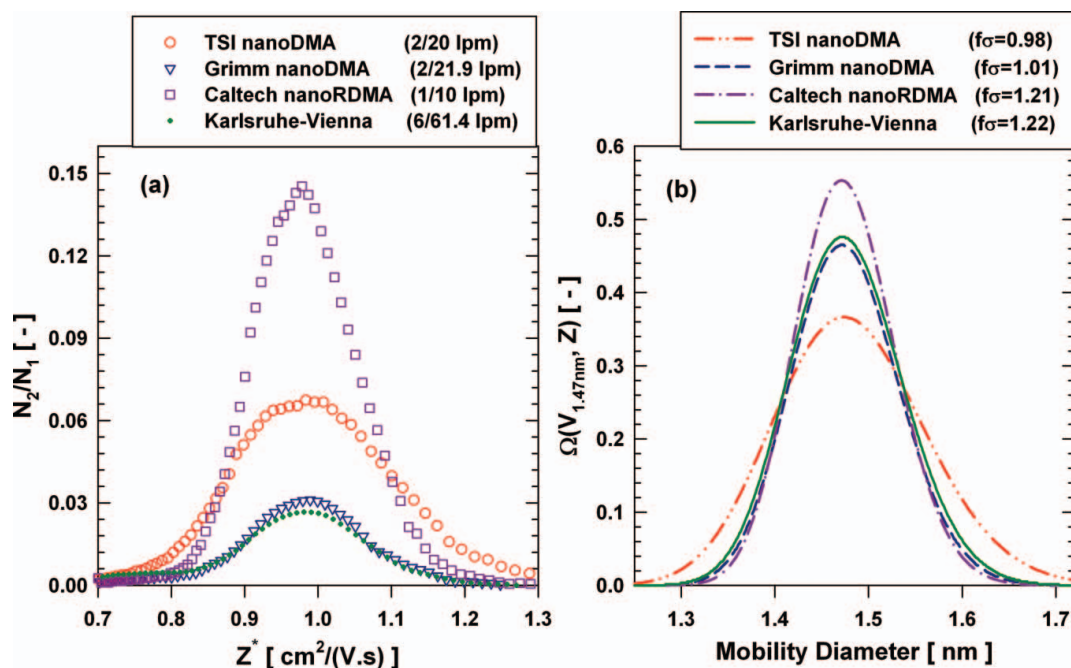 TSI nanoDMA (2/20 lpm)
Grimm nanoDMA (2/21.9 lpm)
Caltech nanoRDMA (1/10 lpm)
Karlsruhe-Vienna (6/61.4 lpm)
(a)
0.15
0.12
0.09
0.06
0.03
0.00
N2/N1 [ - ]
0.7 0.8 0.9 1.0 1.1 1.2 1.3
Z* [ cm2/(V.s) ]
TSI nanoDMA (fσ=0.98)
Grimm nanoDMA (fσ=1.01)
Caltech nanoRDMA (fσ=1.21)
Karlsruhe-Vienna (fσ=1.22)
(b)
0.6
0.5
0.4
0.3
0.2
0.1
0.0
Ω(V1.47nm, Z) [ - ]
1.3 1.4 1.5 1.6 1.7
Mobility Diameter [ nm ]